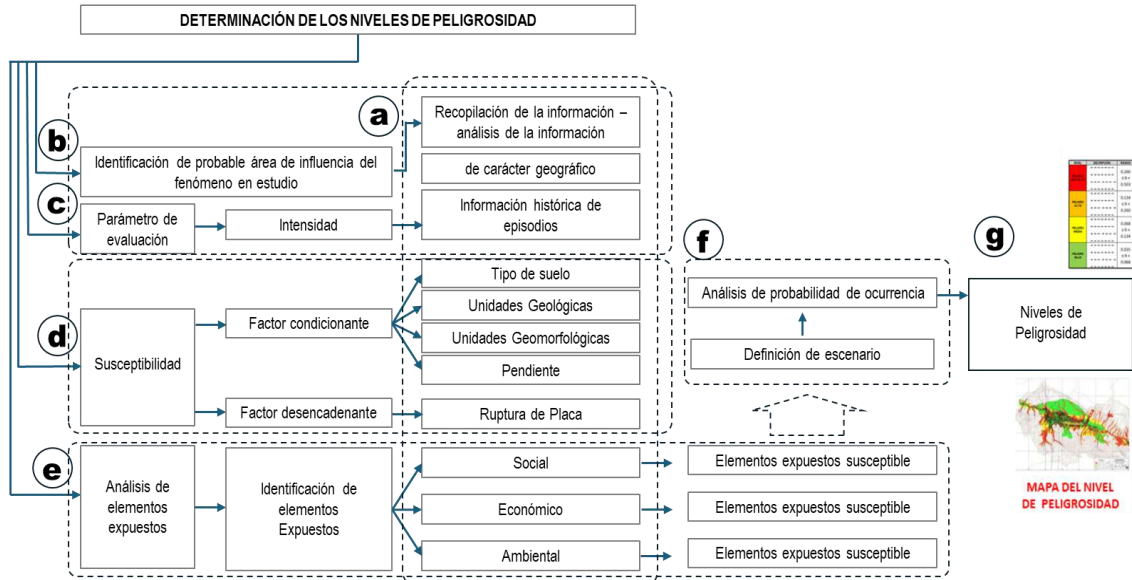 DETERMINACIÓN DE LOS NIVELES DE PELIGROSIDAD
a
Recopilación de la información –
análisis de la información
b
Identificación de probable área de influencia del
fenómeno en estudio
de carácter geográfico
c
Parámetro de
evaluación
Intensidad
Información histórica de
episodios
d
Susceptibilidad
Factor condicionante
Tipo de suelo
Unidades Geológicas
Unidades Geomorfológicas
Pendiente
Factor desencadenante
Ruptura de Placa
e
Análisis de
elementos
expuestos
Identificación de
elementos
Expuestos
Social
Elementos expuestos susceptible
Económico
Elementos expuestos susceptible
Ambiental
Elementos expuestos susceptible
f
Análisis de probabilidad de ocurrencia
Definición de escenario
g
Niveles de
Peligrosidad
MAPA DEL NIVEL
DE PELIGROSIDAD